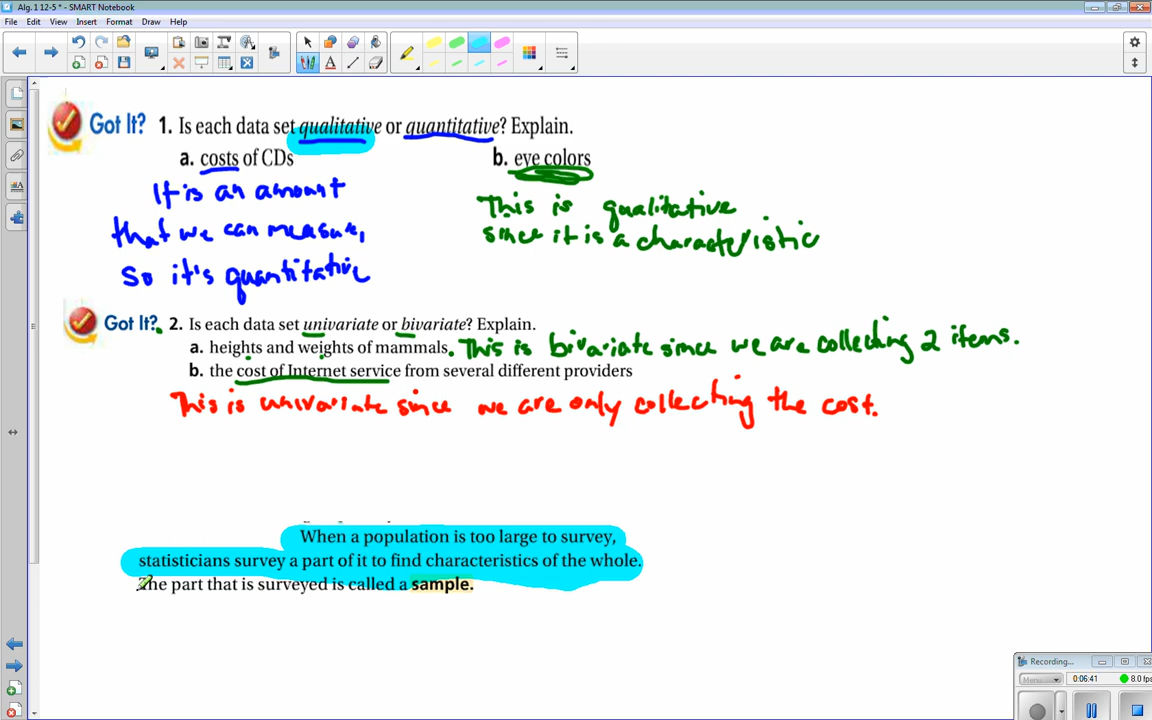 Alg.1 12-5 * - SMART Notebook
File Edit View Insert Format Draw Help
Got It? 1. Is each data set qualitative or quantitative? Explain.
a. costs of CDs b. eye colors
It is an amount
that we can measure,
so it's quantitative
This is qualitative
since it is a characteristic
Got It? 2. Is each data set univariate or bivariate? Explain.
a. heights and weights of mammals. This is bivariate since we are collecting 2 items.
b. the cost of Internet service from several different providers
This is univariate since we are only collecting the cost.
When a population is too large to survey,
statisticians survey a part of it to find characteristics of the whole.
The part that is surveyed is called a sample.
Recording...
Menu 0:06:41 8.0 fps